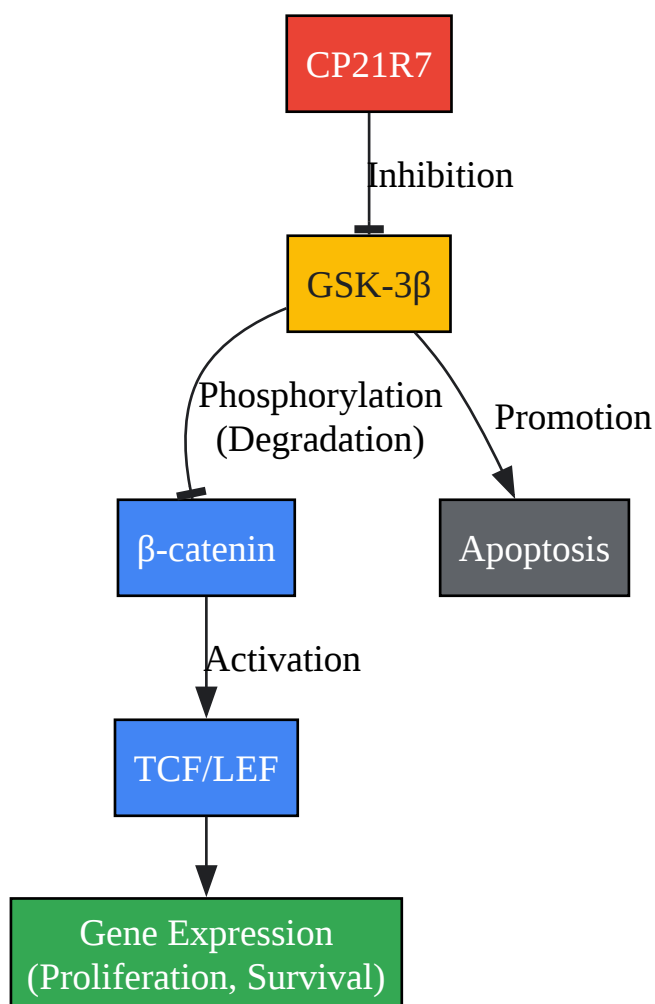 CP21R7
Inhibition
GSK-3β
Phosphorylation
(Degradation)
Promotion
β-catenin
Apoptosis
Activation
TCF/LEF
Gene Expression
(Proliferation, Survival)